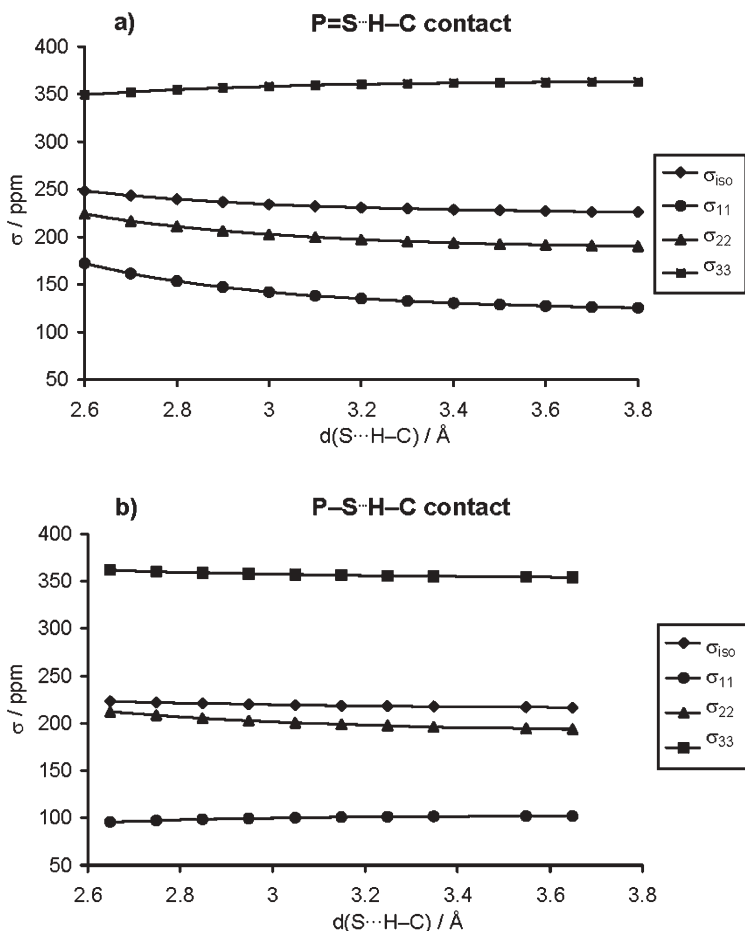 a) P=S···H–C contact
400
350
300
250
200
150
100
50
σ / ppm
2.6 2.8 3 3.2 3.4 3.6 3.8
d(S···H–C) / Å
σiso
σ11
σ22
σ33
b) P–S···H–C contact
400
350
300
250
200
150
100
50
σ / ppm
2.6 2.8 3 3.2 3.4 3.6 3.8
d(S···H–C) / Å
σiso
σ11
σ22
σ33